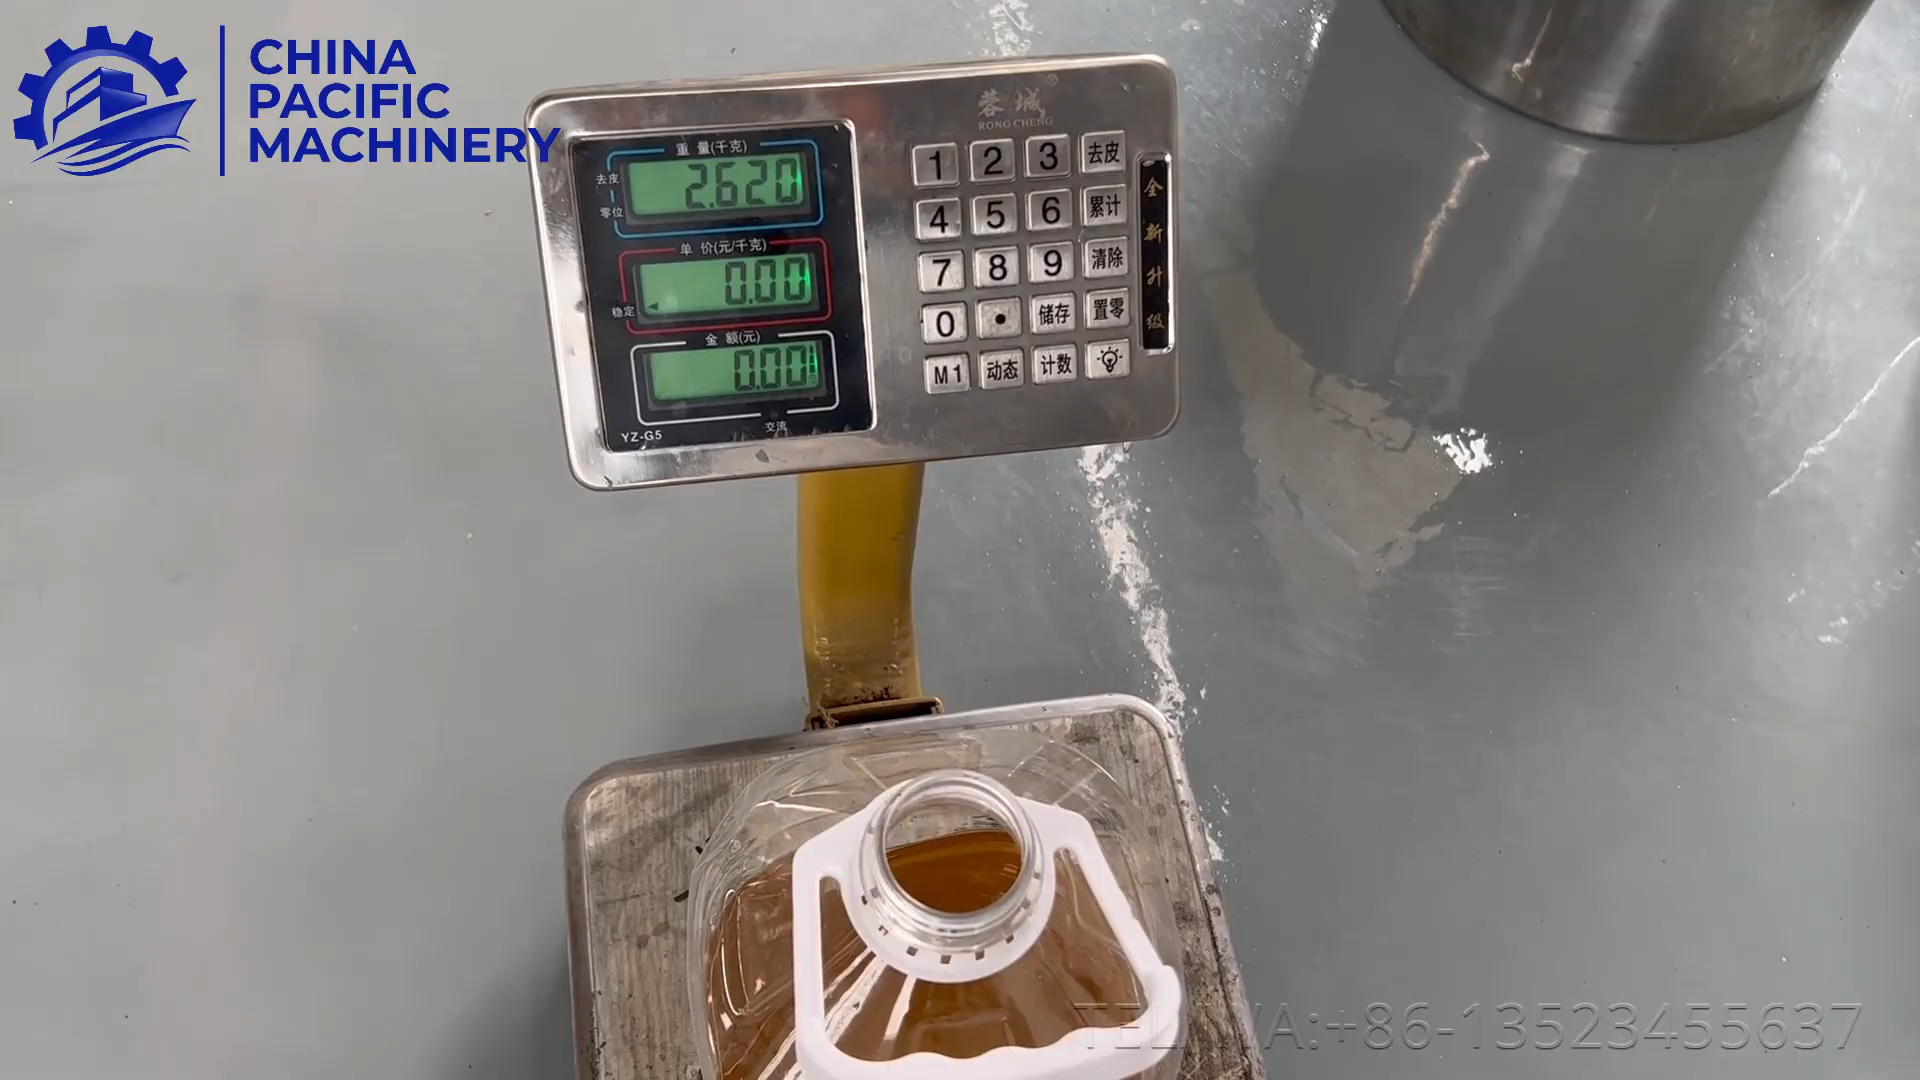 CHINA
PACIFIC
MACHINERY
蓉城®
RONG CHENG
重 量(千克)
去皮
零位
2.620
单 价(元/千克)
稳定
0.00
金 额(元)
0.00
YZ-G5
交流
1 2 3 去皮
4 5 6 累计
7 8 9 清除
0 • 储存 置零
M1 动态 计数
全新升级
TEL/WA:+86-13523455637